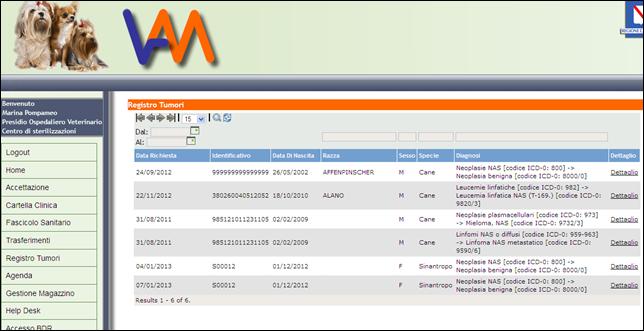 VAM
REGIONE
Benvenuto
Marina Pompameo
Presidio Ospedaliero Veterinario
Centro di sterilizzazioni
Logout
Home
Accettazione
Cartella Clinica
Fascicolo Sanitario
Trasferimenti
Registro Tumori
Agenda
Gestione Magazzino
Help Desk
Accesso BDR
Registro Tumori
15
Dal:
Al:
Data Richiesta Identificativo Data Di Nascita Razza Sesso Specie Diagnosi Dettaglio
24/09/2012 999999999999999 26/05/2002 AFFENPINSCHER M Cane Neoplasie NAS [codice ICD-0: 800] ->
Neoplasia benigna [codice ICD-0: 8000/0] Dettaglio
22/11/2012 380260040512052 18/10/2010 ALANO M Cane Leucemie linfatiche [codice ICD-0: 982] ->
Leucemia linfatica NAS (T-169.) [codice ICD-0:
9820/3] Dettaglio
31/08/2011 985121011231105 02/02/2009 M Cane Neoplasie plasmacellulari [codice ICD-0: 973]
-> Mieloma, NAS [codice ICD-0: 9732/3] Dettaglio
31/08/2011 985121011231105 02/02/2009 M Cane Linfomi NAS o diffusi [codice ICD-0: 959-963]
-> Linfoma NAS metastatico [codice ICD-0:
9590/6] Dettaglio
04/01/2013 S00012 01/12/2012 F Sinantropo Neoplasie NAS [codice ICD-0: 800] ->
Neoplasia benigna [codice ICD-0: 8000/0] Dettaglio
07/01/2013 S00012 01/12/2012 F Sinantropo Neoplasie NAS [codice ICD-0: 800] ->
Neoplasia benigna [codice ICD-0: 8000/0] Dettaglio
Results 1 - 6 of 6.